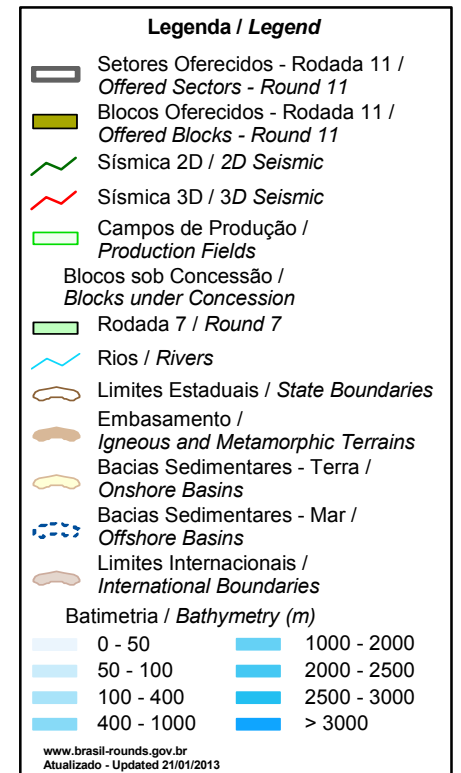 Legenda / Legend
Setores Oferecidos - Rodada 11 /
Offered Sectors - Round 11
Blocos Oferecidos - Rodada 11 /
Offered Blocks - Round 11
Sísmica 2D / 2D Seismic
Sísmica 3D / 3D Seismic
Campos de Produção /
Production Fields
Blocos sob Concessão /
Blocks under Concession
Rodada 7 / Round 7
Rios / Rivers
Limites Estaduais / State Boundaries
Embasamento /
Igneous and Metamorphic Terrains
Bacias Sedimentares - Terra /
Onshore Basins
Bacias Sedimentares - Mar /
Offshore Basins
Limites Internacionais /
International Boundaries
Batimetria / Bathymetry (m)
0 - 50
50 - 100
100 - 400
400 - 1000
1000 - 2000
2000 - 2500
2500 - 3000
> 3000
www.brasil-rounds.gov.br
Atualizado - Updated 21/01/2013